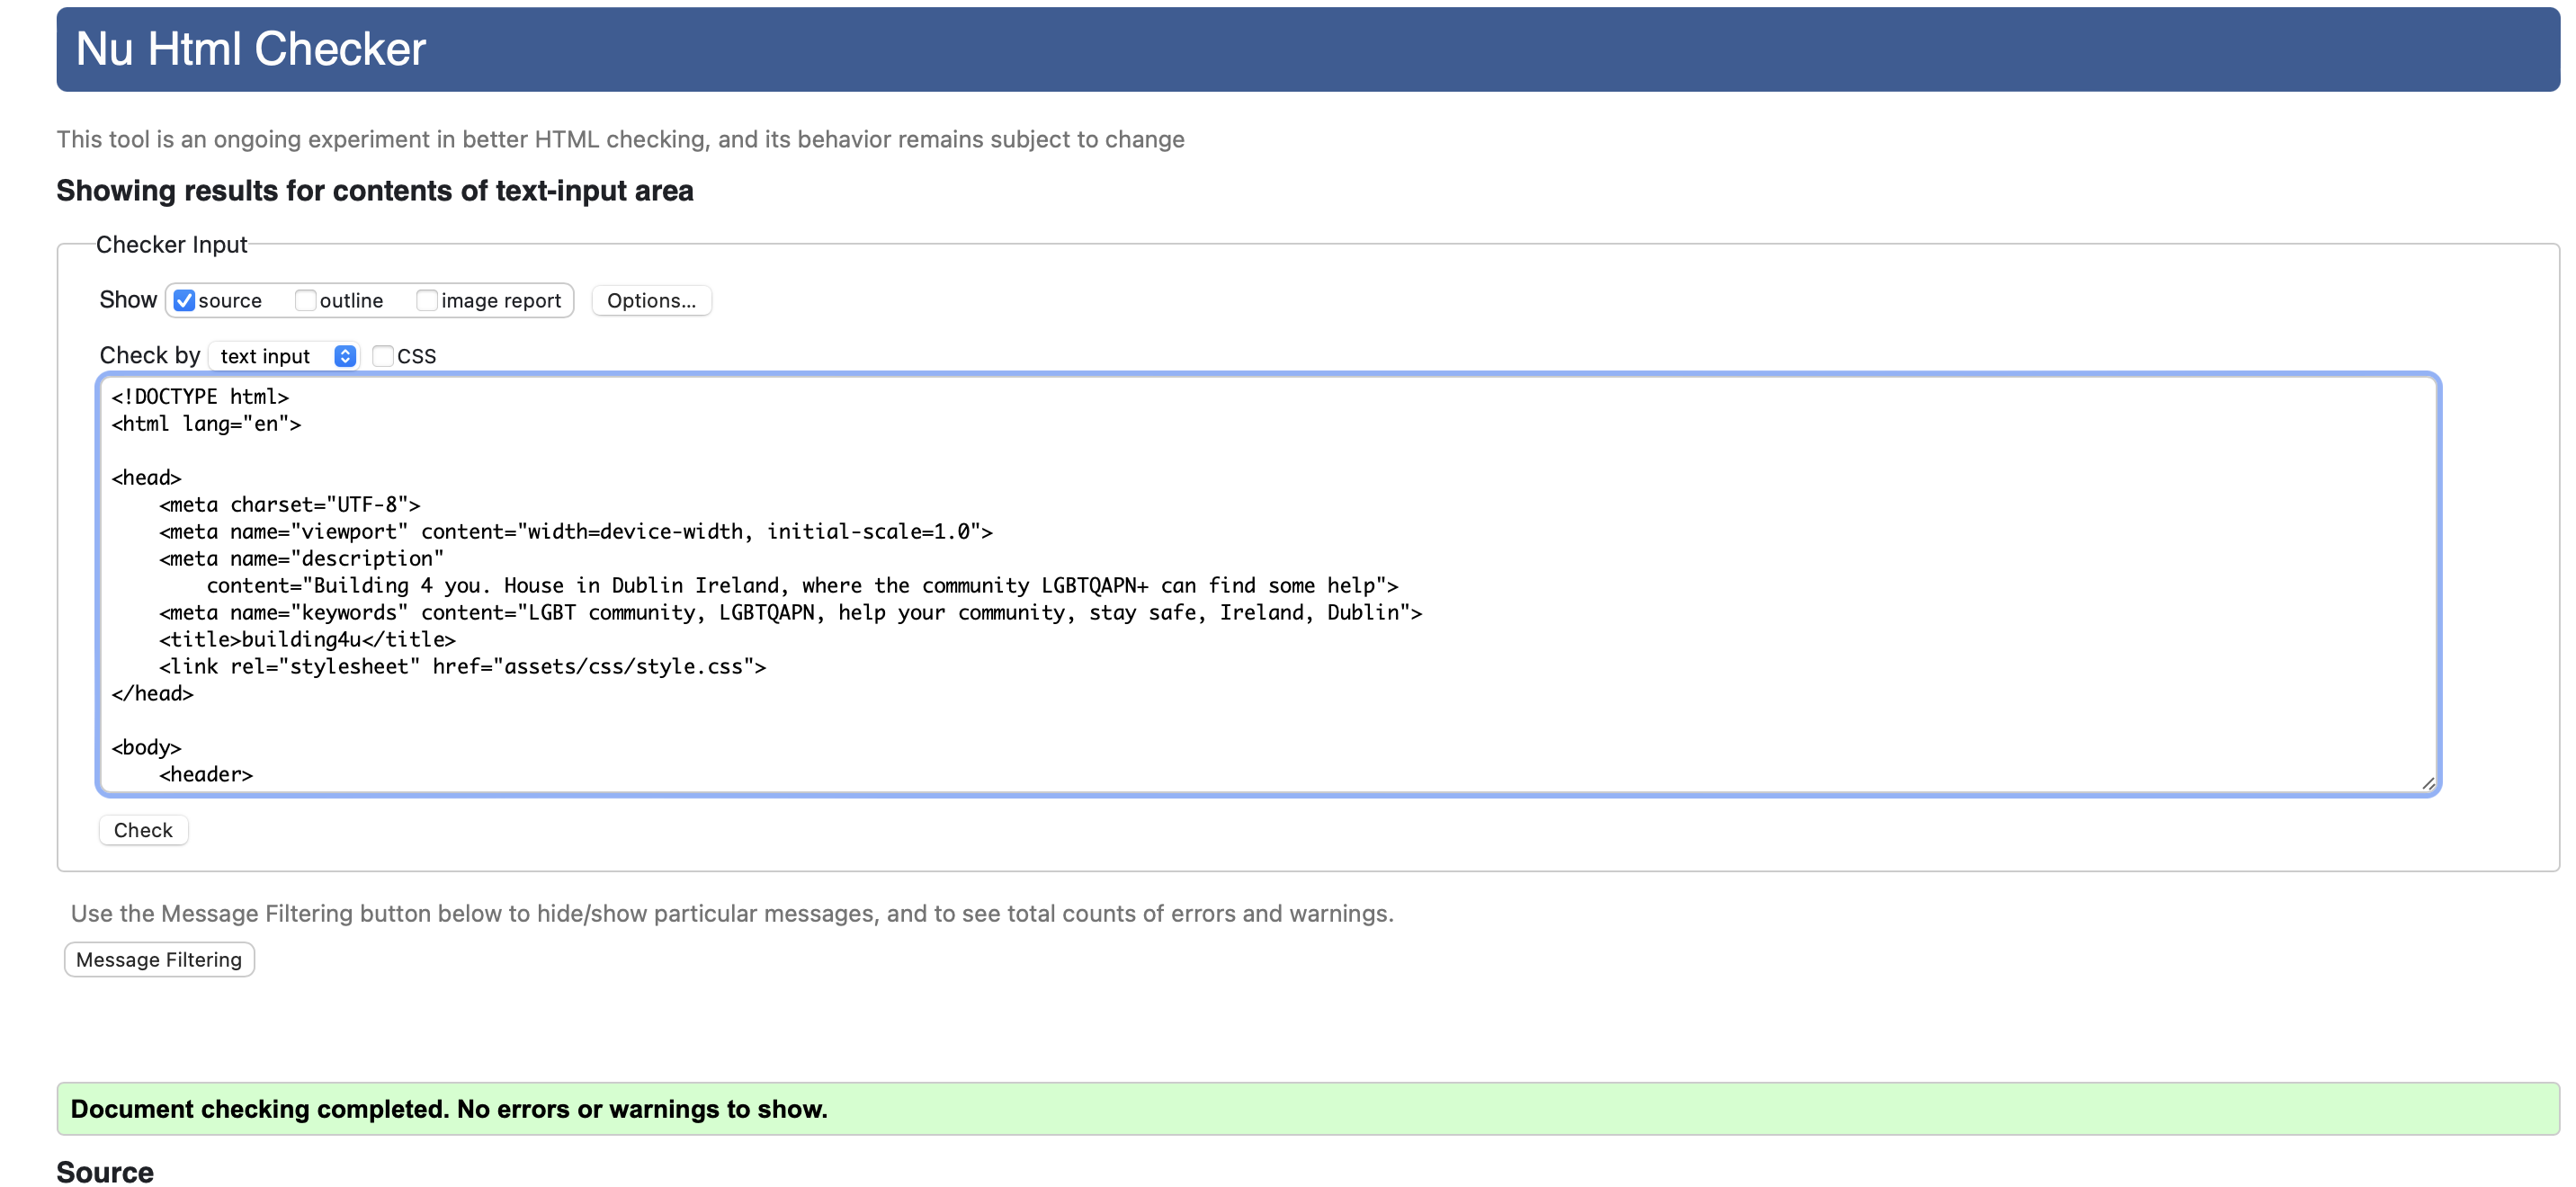 Nu Html Checker
This tool is an ongoing experiment in better HTML checking, and its behavior remains subject to change
Showing results for contents of text-input area
Checker Input
Show source outline image report Options...
Check by text input CSS
<!DOCTYPE html>
<html lang="en">
<head>
    <meta charset="UTF-8">
    <meta name="viewport" content="width=device-width, initial-scale=1.0">
    <meta name="description"
        content="Building 4 you. House in Dublin Ireland, where the community LGBTQAPN+ can find some help">
    <meta name="keywords" content="LGBT community, LGBTQAPN, help your community, stay safe, Ireland, Dublin">
    <title>building4u</title>
    <link rel="stylesheet" href="assets/css/style.css">
</head>
<body>
    <header>
Check
Use the Message Filtering button below to hide/show particular messages, and to see total counts of errors and warnings.
Message Filtering
Document checking completed. No errors or warnings to show.
Source